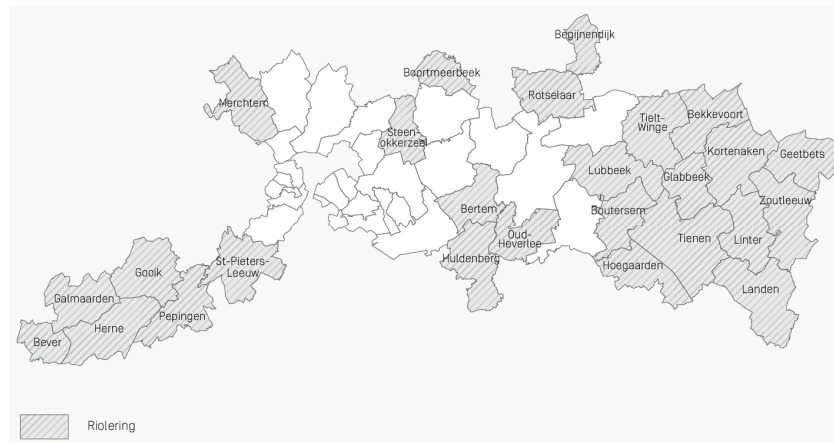 Begijnendijk
Boortmeerbeek
Rotselaar
Merchtem
Steen-
okkerzeel
Tielt-
Winge
Bekkevoort
Kortenaken
Geetbets
Lubbeek
Glabbeek
Zoutleeuw
Bertem
Boutersem
Oud-
Heverlee
Tienen
Linter
Huldenberg
Hoegaarden
St-Pieters-
Leeuw
Gooik
Landen
Galmaarden
Pepingen
Herne
Bever
Riolering